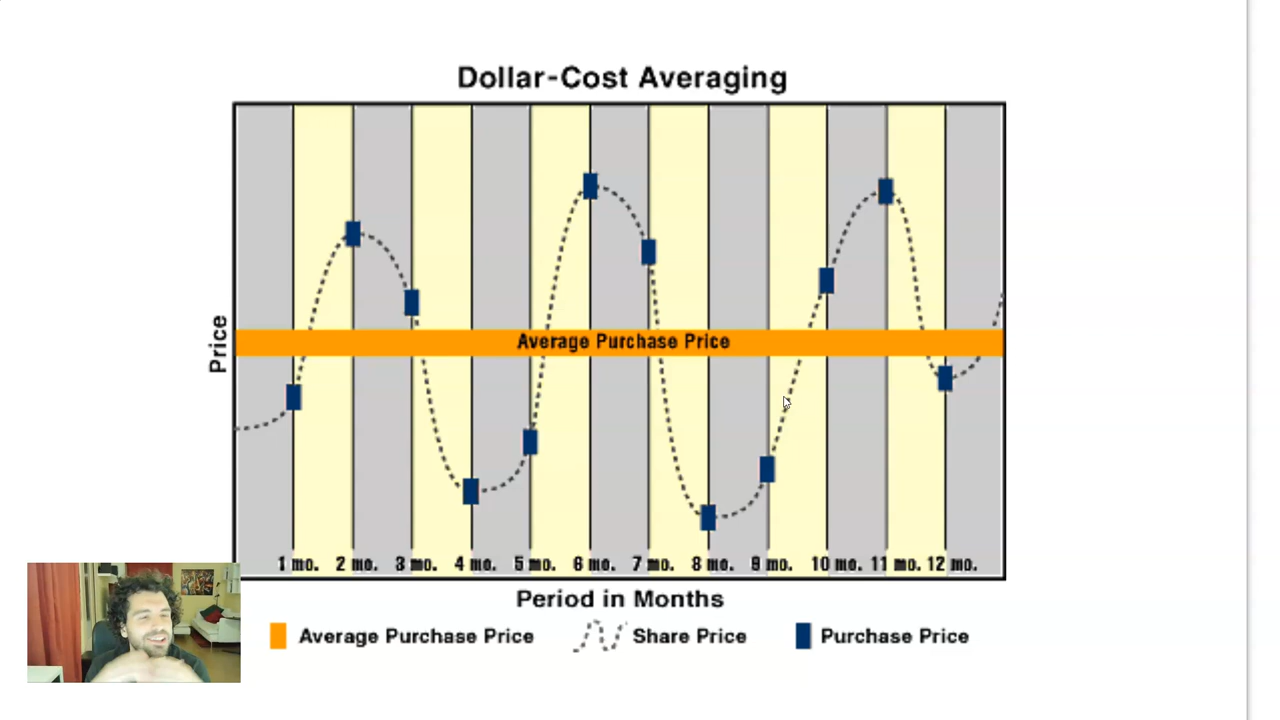 Dollar-Cost Averaging
Price
Average Purchase Price
1 mo. 2 mo. 3 mo. 4 mo. 5 mo. 6 mo. 7 mo. 8 mo. 9 mo. 10 mo. 11 mo. 12 mo.
Period in Months
Average Purchase Price Share Price Purchase Price